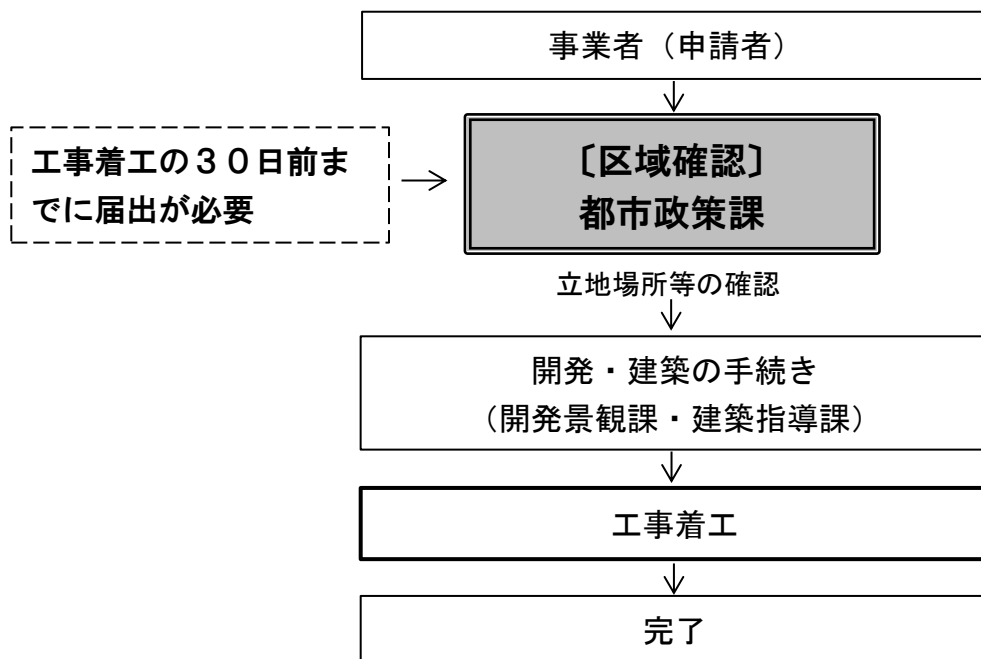 事業者（申請者）
工事着工の３０日前ま
でに届出が必要
〔区域確認〕
都市政策課
立地場所等の確認
開発・建築の手続き
（開発景観課・建築指導課）
工事着工
完了